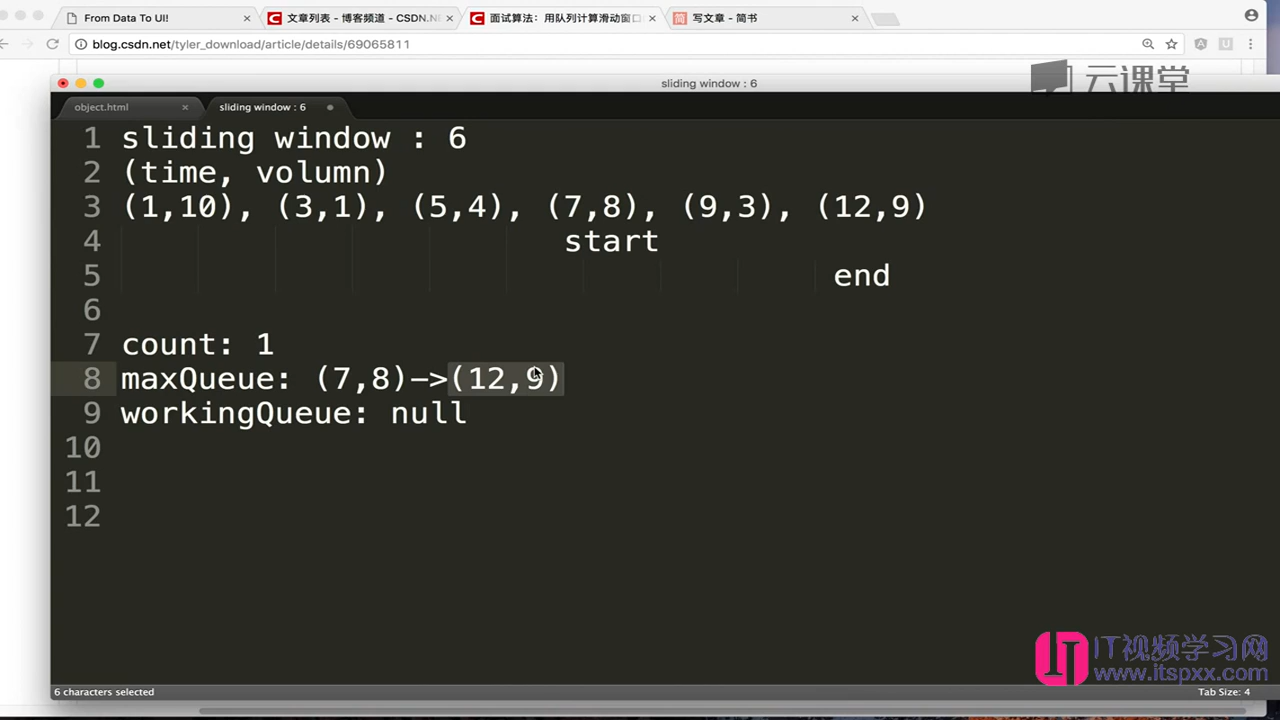 From Data To UI!
文章列表 - 博客频道 - CSDN.NE
面试算法：用队列计算滑动窗口
写文章 - 简书
blog.csdn.net/tyler_download/article/details/69065811
sliding window : 6
云课堂
object.html
sliding window : 6
1 sliding window : 6
2 (time, volumn)
3 (1,10), (3,1), (5,4), (7,8), (9,3), (12,9)
4 start
5 end
6
7 count: 1
8 maxQueue: (7,8)->(12,9)
9 workingQueue: null
10
11
12
IT视频学习网
www.itspxx.com
6 characters selected
Tab Size: 4